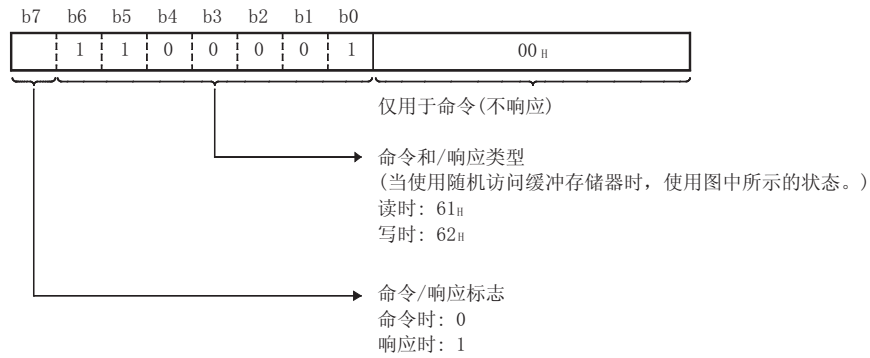 b7 b6 b5 b4 b3 b2 b1 b0
1 1 0 0 0 0 1 00H
仅用于命令(不响应)
命令和/响应类型
(当使用随机访问缓冲存储器时，使用图中所示的状态。)
读时: 61H
写时: 62H
命令/响应标志
命令时: 0
响应时: 1